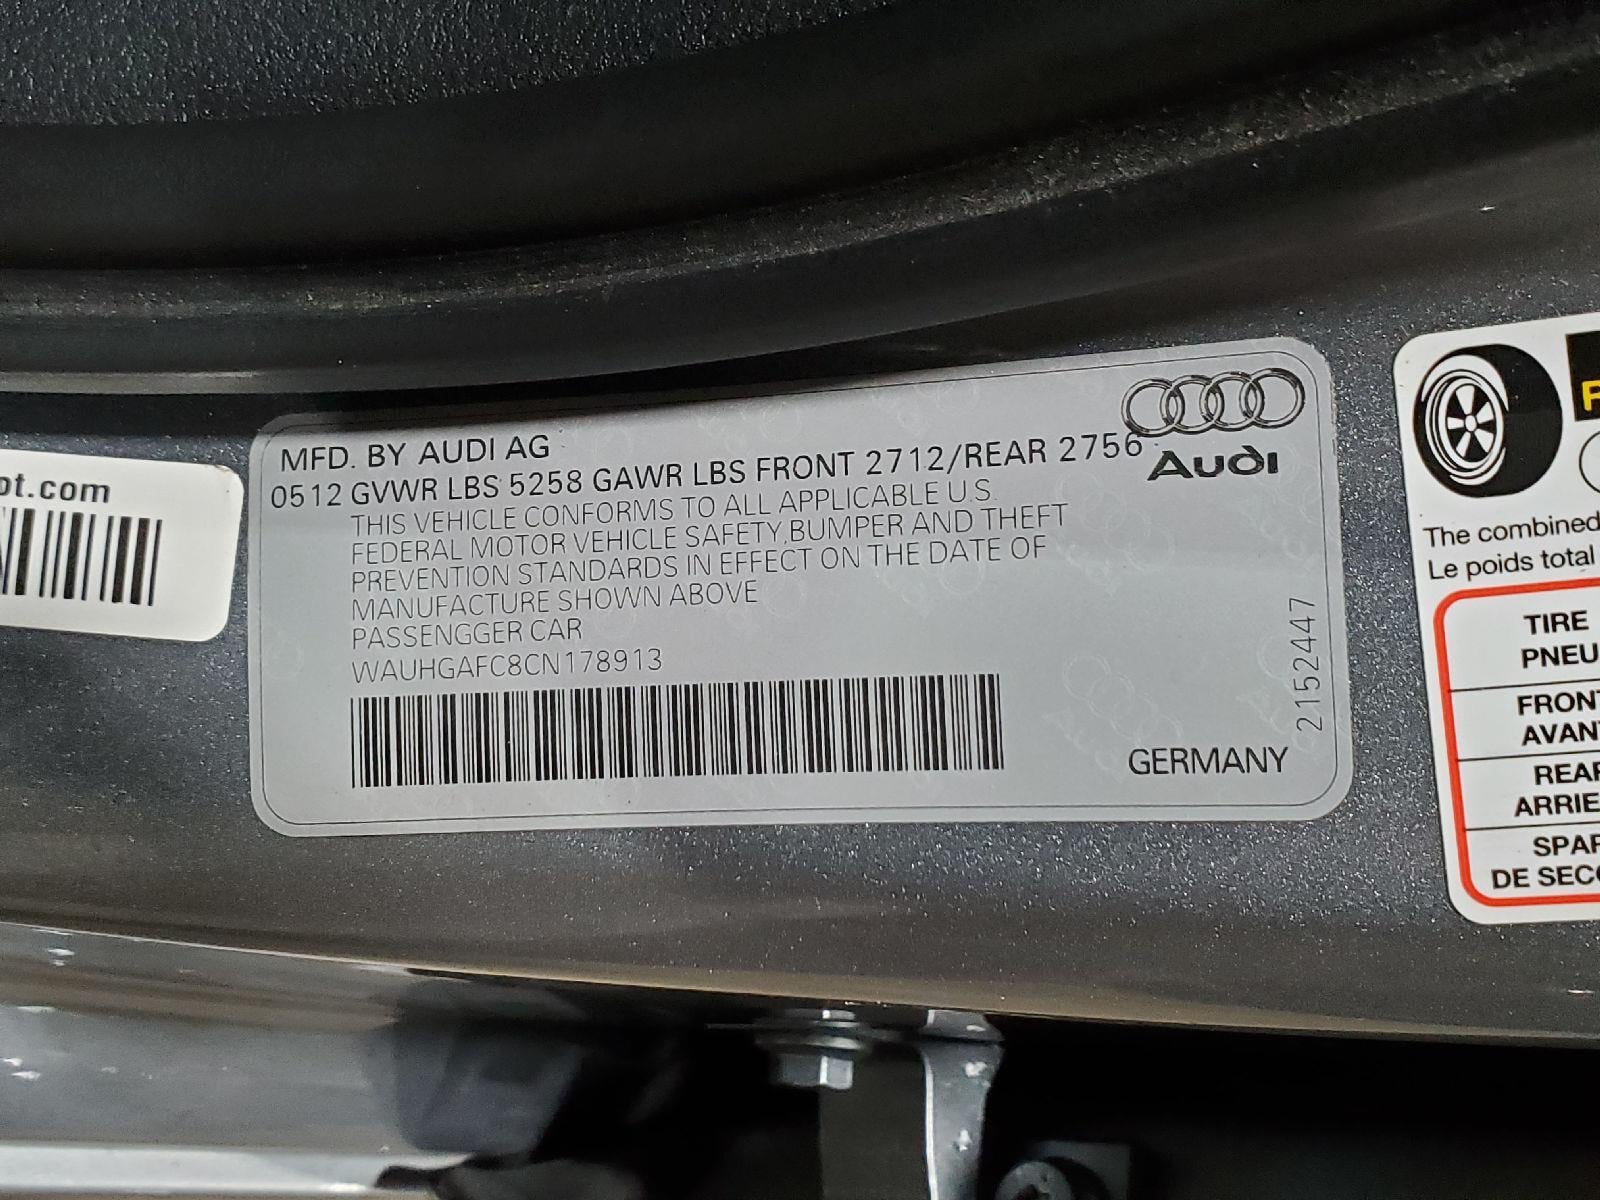 MFD. BY AUDI AG
0512 GVWR LBS 5258 GAWR LBS FRONT 2712/REAR 2756
Audi
THIS VEHICLE CONFORMS TO ALL APPLICABLE U.S.
FEDERAL MOTOR VEHICLE SAFETY,BUMPER AND THEFT
PREVENTION STANDARDS IN EFFECT ON THE DATE OF
MANUFACTURE SHOWN ABOVE
PASSENGGER CAR
WAUHGAFC8CN178913
2152447
GERMANY
ot.com
The combined
Le poids total
TIRE
PNEU
FRONT
AVANT
REAR
ARRIE
SPAR
DE SECO